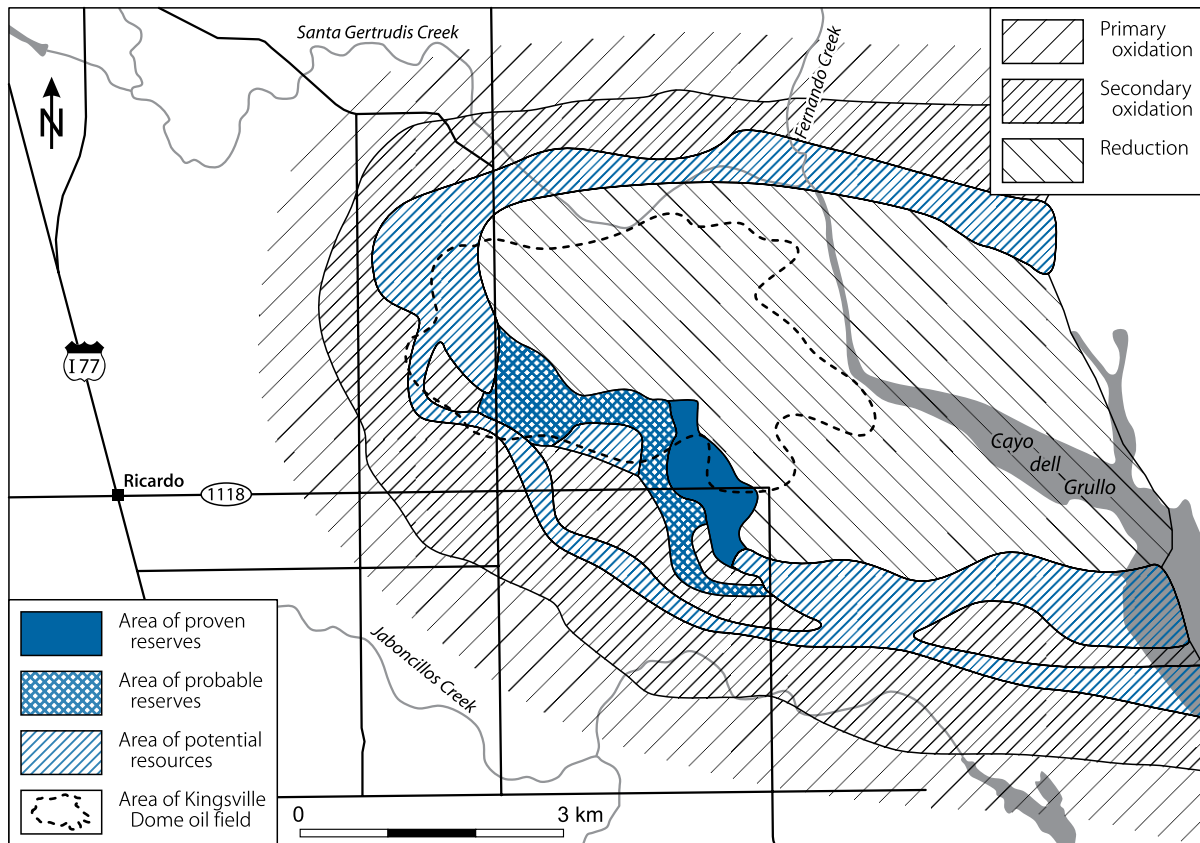 Santa Gertrudis Creek
Fernando Creek
Primary
oxidation
Secondary
oxidation
Reduction
N
I 77
Ricardo
1118
Cayo
dell
Grullo
Jaboncillos Creek
Area of proven
reserves
Area of probable
reserves
Area of potential
resources
Area of Kingsville
Dome oil field
0 3 km